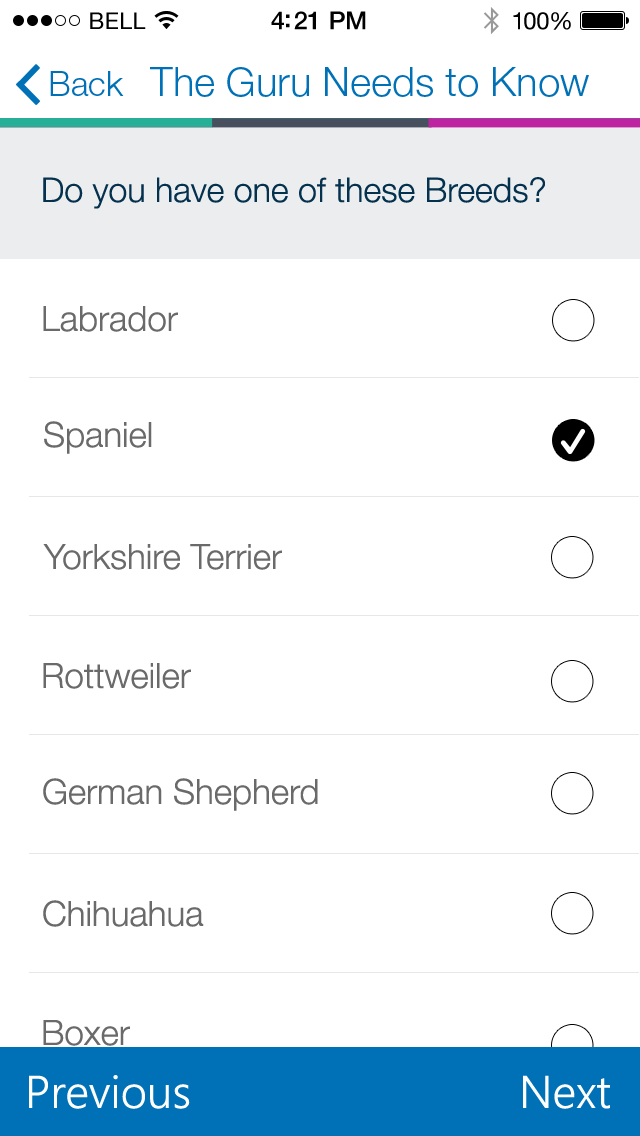 BELL 4:21 PM 100%
Back The Guru Needs to Know
Do you have one of these Breeds?
Labrador
Spaniel
Yorkshire Terrier
Rottweiler
German Shepherd
Chihuahua
Boxer
Previous Next